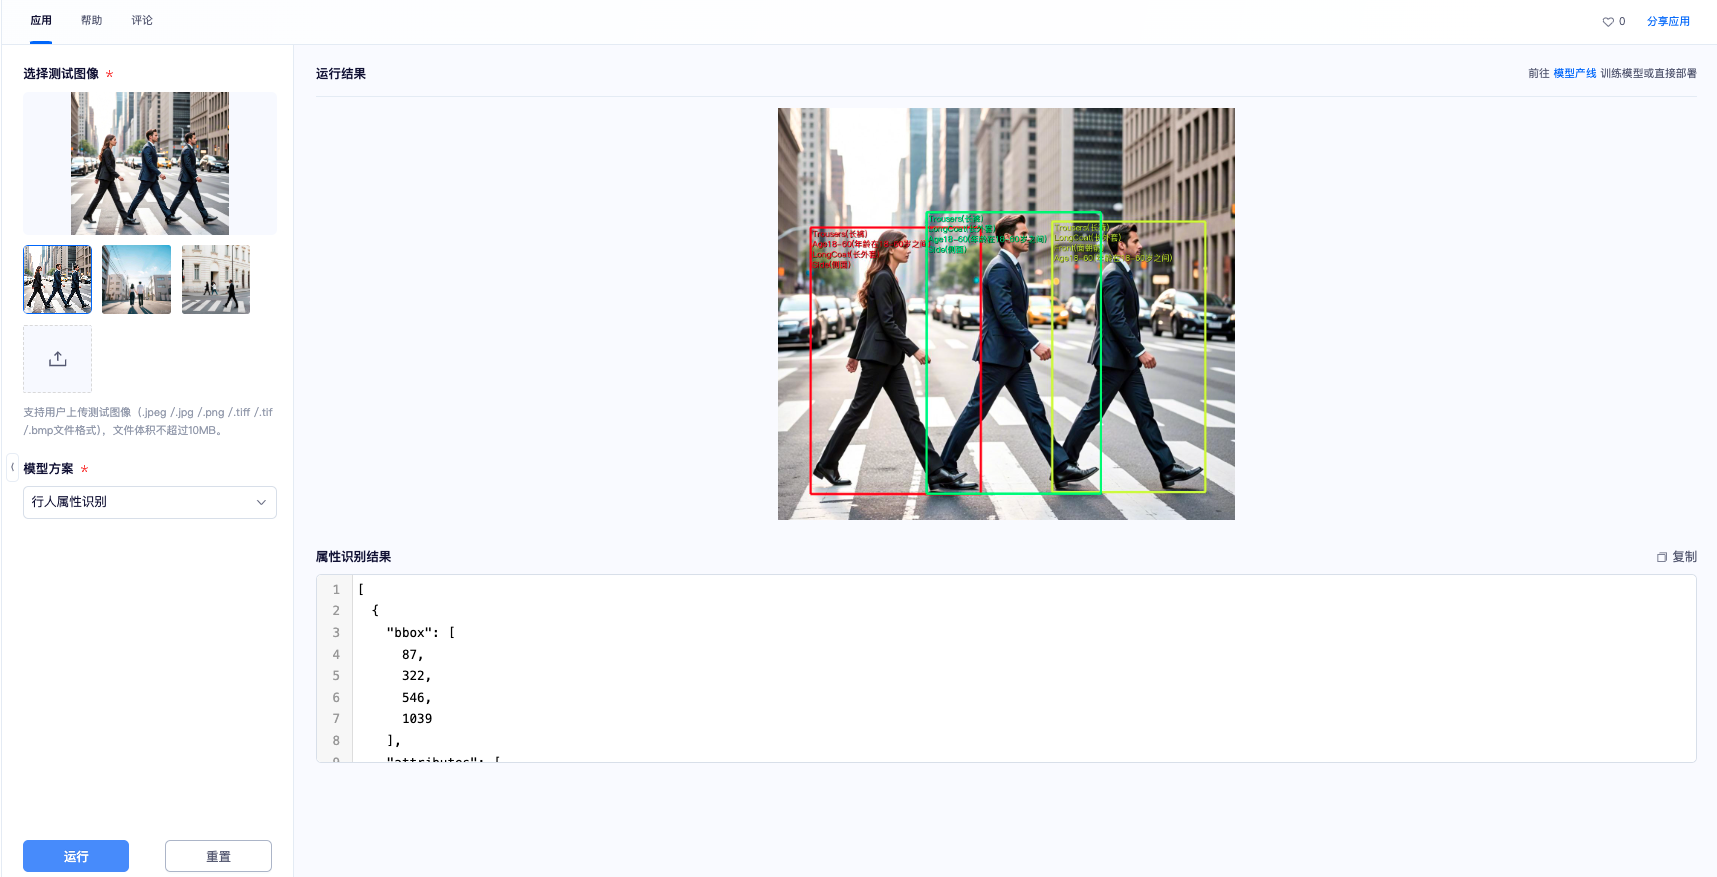 应用 帮助 评论
0 分享应用
选择测试图像 *
支持用户上传测试图像（.jpeg /.jpg /.png /.tiff /.tif
/.bmp文件格式），文件体积不超过10MB。
模型方案 *
行人属性识别
运行 重置
运行结果
前往 模型产线 训练模型或直接部署
Trousers(长裤)
Age18-60(年龄在18-60岁之间
LongCoat(长外套)
Side(侧面)
Trousers(长裤)
LongCoat(长外套)
Age18-60(年龄在18-60岁之间)
Side(侧面)
Trousers(长裤)
LongCoat(长外套)
Age18-60(年龄在18-60岁之间)
属性识别结果
复制
1 [
2 {
3 "bbox": [
4 87,
5 322,
6 546,
7 1039
8 ],
9 "attributes": [